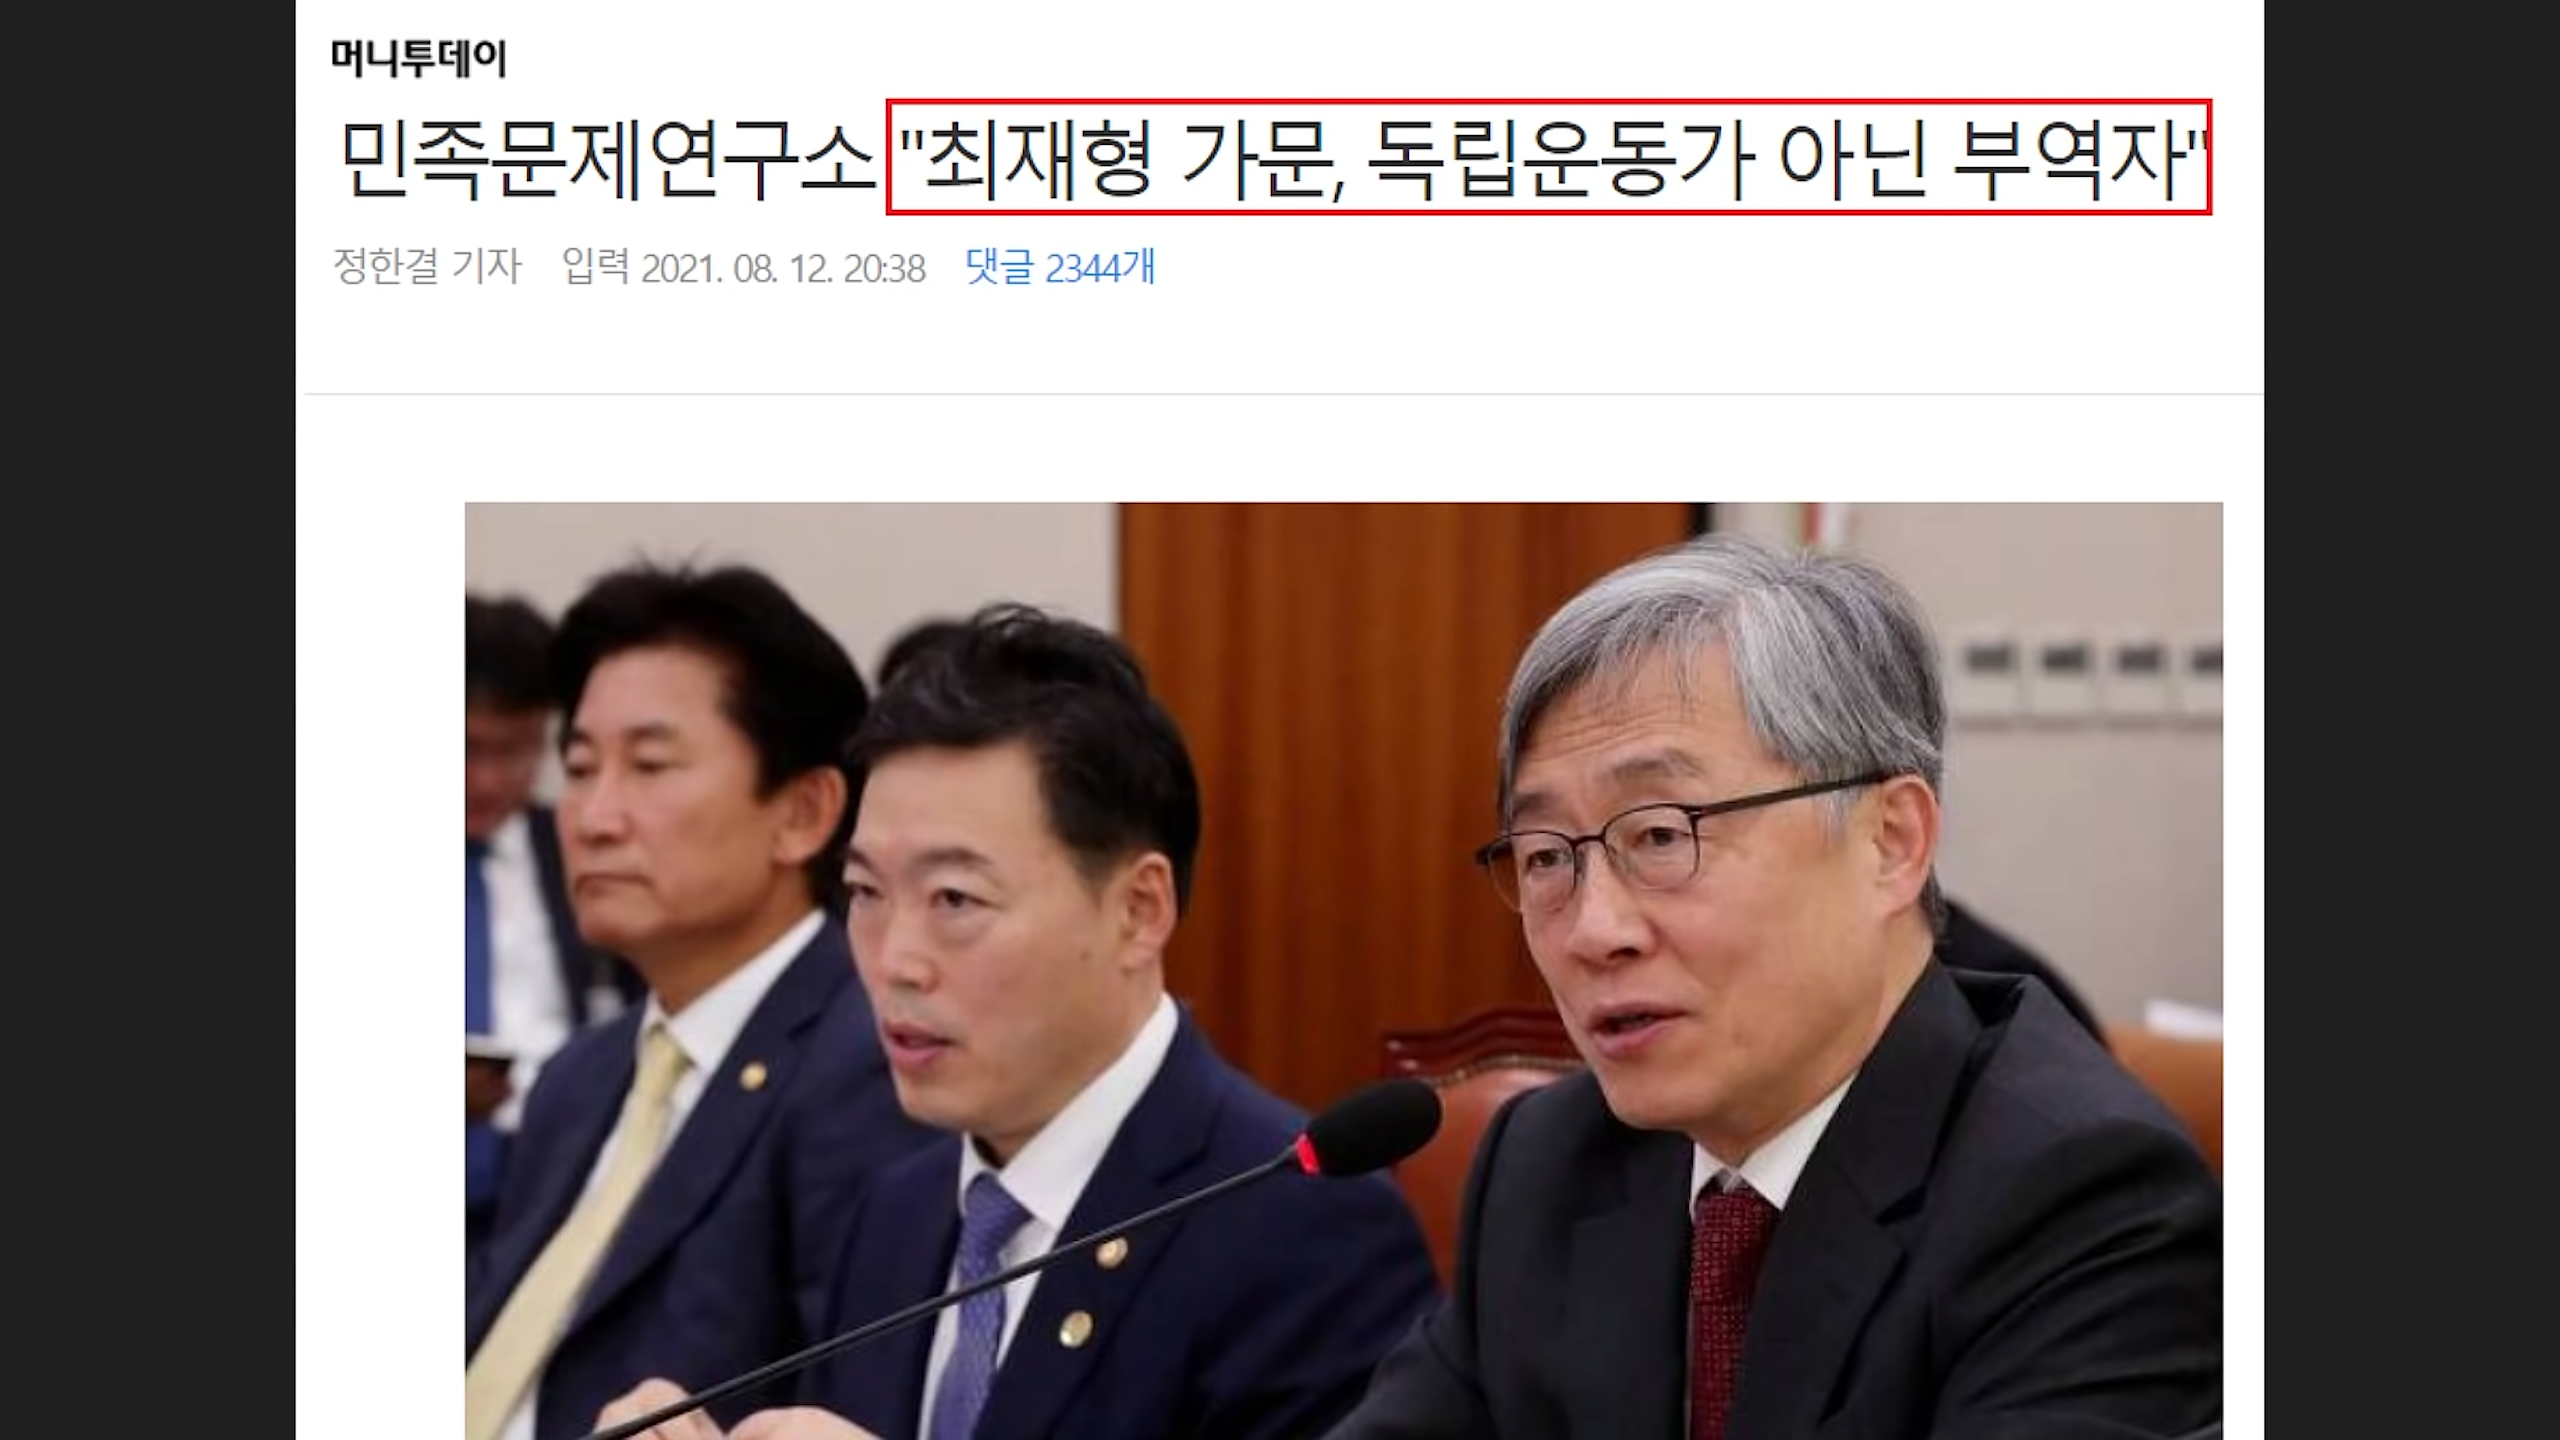 머니투데이
민족문제연구소 "최재형 가문, 독립운동가 아닌 부역자"
정한결 기자 입력 2021. 08. 12. 20:38 댓글 2344개